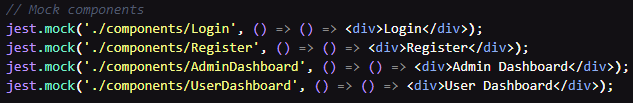 // Mock components
jest.mock('./components/Login', () => () => <div>Login</div>);
jest.mock('./components/Register', () => () => <div>Register</div>);
jest.mock('./components/AdminDashboard', () => () => <div>Admin Dashboard</div>);
jest.mock('./components/UserDashboard', () => () => <div>User Dashboard</div>);